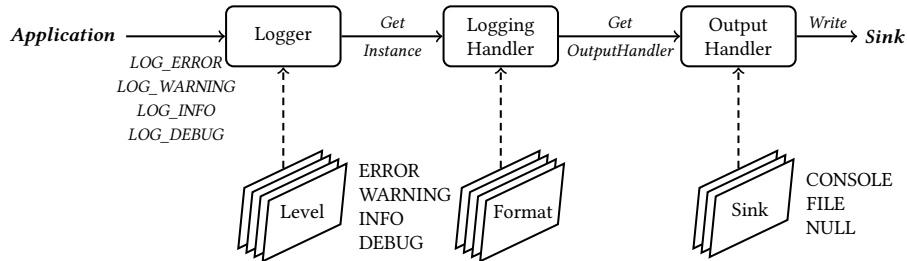 Application
LOG_ERROR
LOG_WARNING
LOG_INFO
LOG_DEBUG
Logger
Get
Instance
Logging
Handler
Get
OutputHandler
Output
Handler
Write
Sink
Level
ERROR
WARNING
INFO
DEBUG
Format
Sink
CONSOLE
FILE
NULL